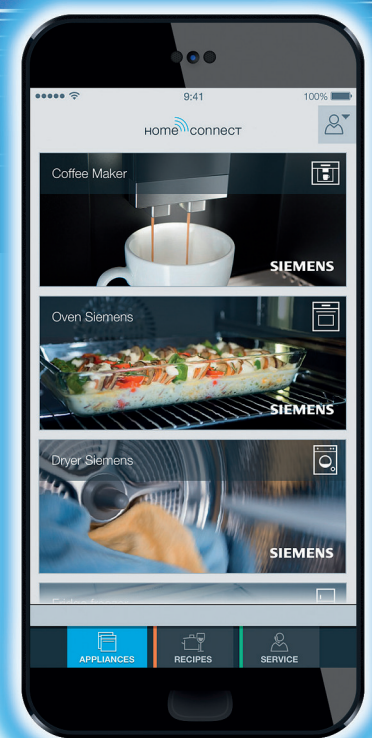 9:41
100%
HOME CONNECT
Coffee Maker
SIEMENS
Oven Siemens
SIEMENS
Dryer Siemens
SIEMENS
APPLIANCES
RECIPES
SERVICE